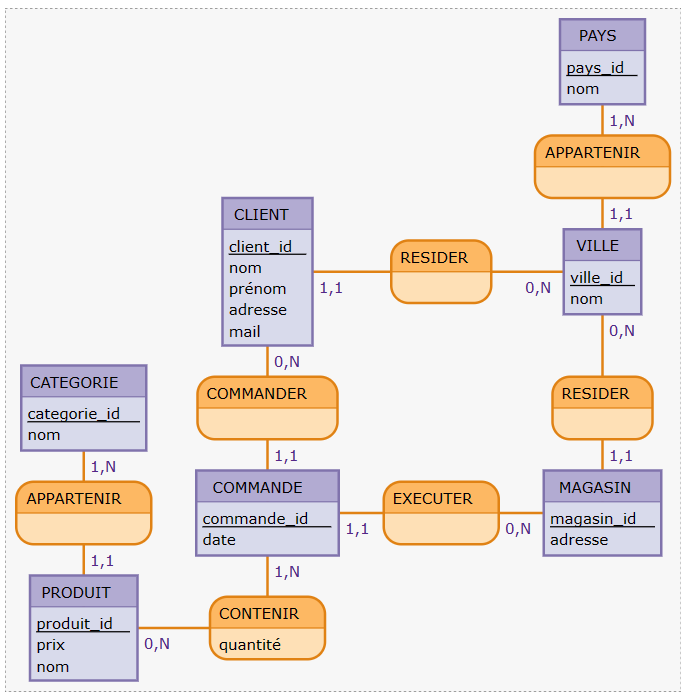 PAYS
pays_id
nom
1,N
APPARTENIR
1,1
CLIENT
client_id
nom
prénom
adresse
mail
1,1
RESIDER
0,N
VILLE
ville_id
nom
0,N
0,N
COMMANDER
RESIDER
CATEGORIE
categorie_id
nom
1,N
1,1
1,1
APPARTENIR
COMMANDE
commande_id
date
1,1
EXECUTER
0,N
MAGASIN
magasin_id
adresse
1,1
1,N
PRODUIT
produit_id
prix
nom
0,N
CONTENIR
quantité